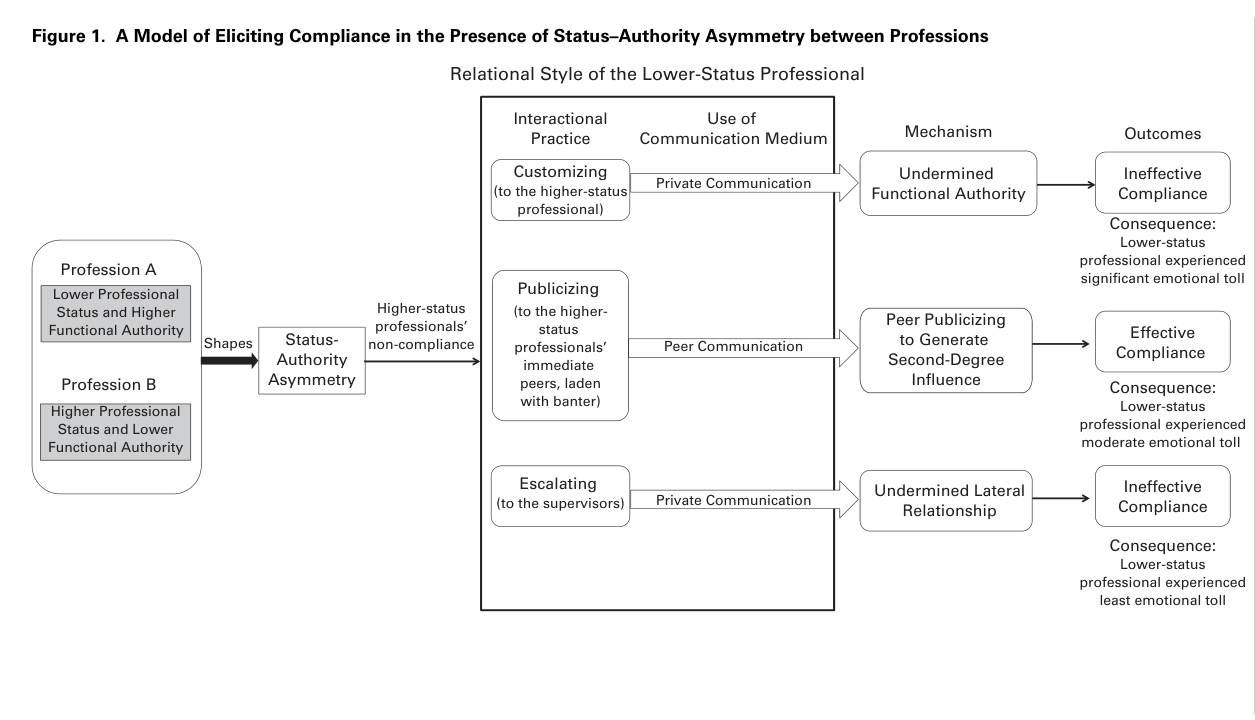 Figure 1. A Model of Eliciting Compliance in the Presence of Status–Authority Asymmetry between Professions
Relational Style of the Lower-Status Professional
Interactional
Practice
Use of
Communication Medium
Mechanism
Outcomes
Customizing
(to the higher-status
professional)
Private Communication
Undermined
Functional Authority
Ineffective
Compliance
Consequence:
Lower-status
professional experienced
significant emotional toll
Profession A
Lower Professional
Status and Higher
Functional Authority
Profession B
Higher Professional
Status and Lower
Functional Authority
Shapes
Status-
Authority
Asymmetry
Higher-status
professionals’
non-compliance
Publicizing
(to the higher-
status
professionals’
immediate
peers, laden
with banter)
Peer Communication
Peer Publicizing
to Generate
Second-Degree
Influence
Effective
Compliance
Consequence:
Lower-status
professional experienced
moderate emotional toll
Escalating
(to the supervisors)
Private Communication
Undermined Lateral
Relationship
Ineffective
Compliance
Consequence:
Lower-status
professional experienced
least emotional toll